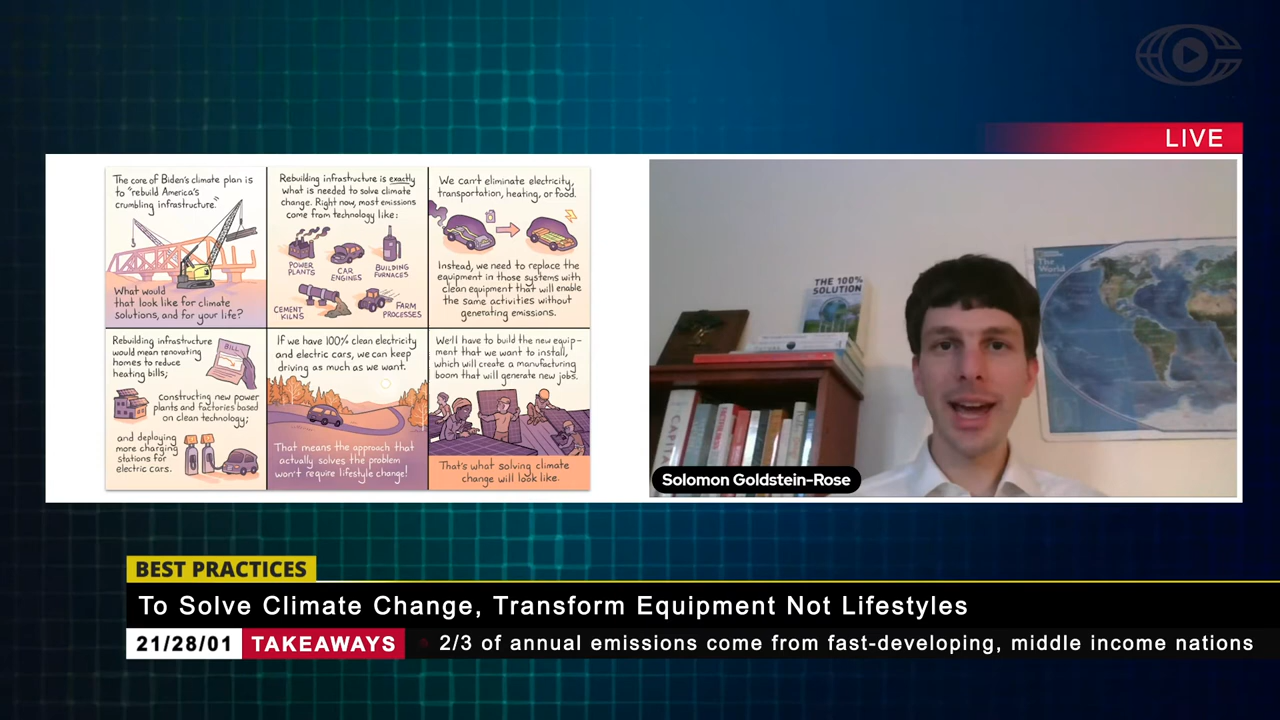 LIVE
The core of Biden's climate plan is
to "rebuild America's
crumbling infrastructure."
What would
that look like for climate
solutions, and for your life?
Rebuilding infrastructure is exactly
what is needed to solve climate
change. Right now, most emissions
come from technology like:
POWER
PLANTS
CAR
ENGINES
BUILDING
FURNACES
CEMENT
KILNS
FARM
PROCESSES
We can't eliminate electricity,
transportation, heating, or food.
Instead, we need to replace the
equipment in those systems with
clean equipment that will enable
the same activities without
generating emissions.
Rebuilding infrastructure
would mean renovating
homes to reduce
heating bills;
BILL
constructing new power
plants and factories based
on clean technology;
and deploying
more charging
stations for
electric cars.
If we have 100% clean electricity
and electric cars, we can keep
driving as much as we want.
That means the approach that
actually solves the problem
won't require lifestyle change!
We'll have to build the new equip-
ment that we want to install,
which will create a manufacturing
boom that will generate new jobs.
That's what solving climate
change will look like.
THE 100%
SOLUTION
The World
CAPITAL
Solomon Goldstein-Rose
BEST PRACTICES
To Solve Climate Change, Transform Equipment Not Lifestyles
21/28/01 TAKEAWAYS 2/3 of annual emissions come from fast-developing, middle income nations